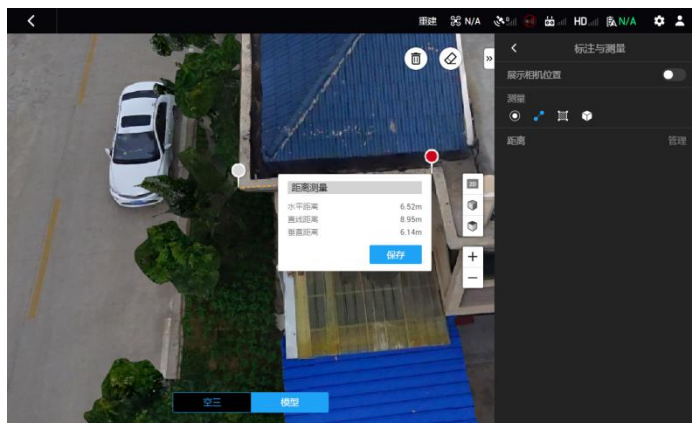 重建 N/A HD N/A
标注与测量
展示相机位置
测量
距离 管理
距离测量
水平距离 6.52m
直线距离 8.95m
垂直距离 6.14m
保存
2D
空三 模型